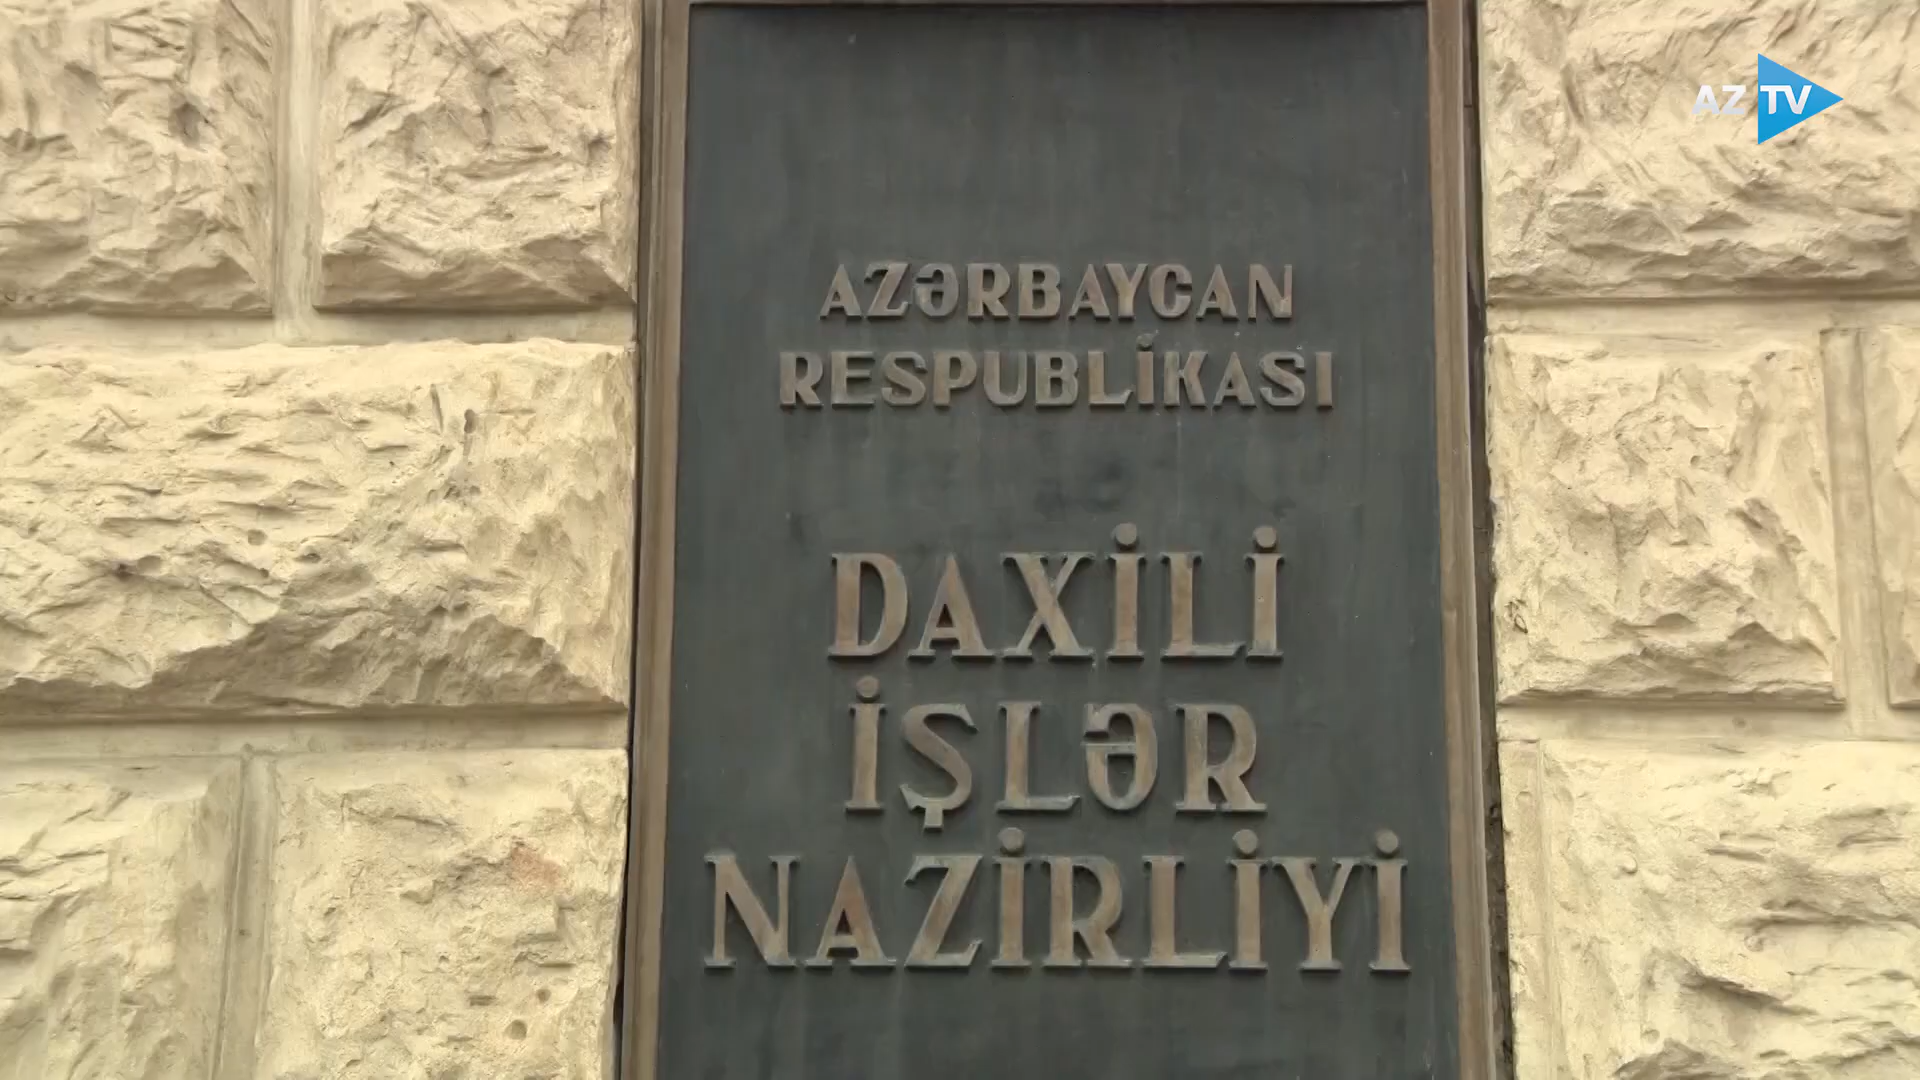 AZ TV
AZƏRBAYCAN
RESPUBLİKASI
DAXİLİ
İŞLƏR
NAZİRLİYİ